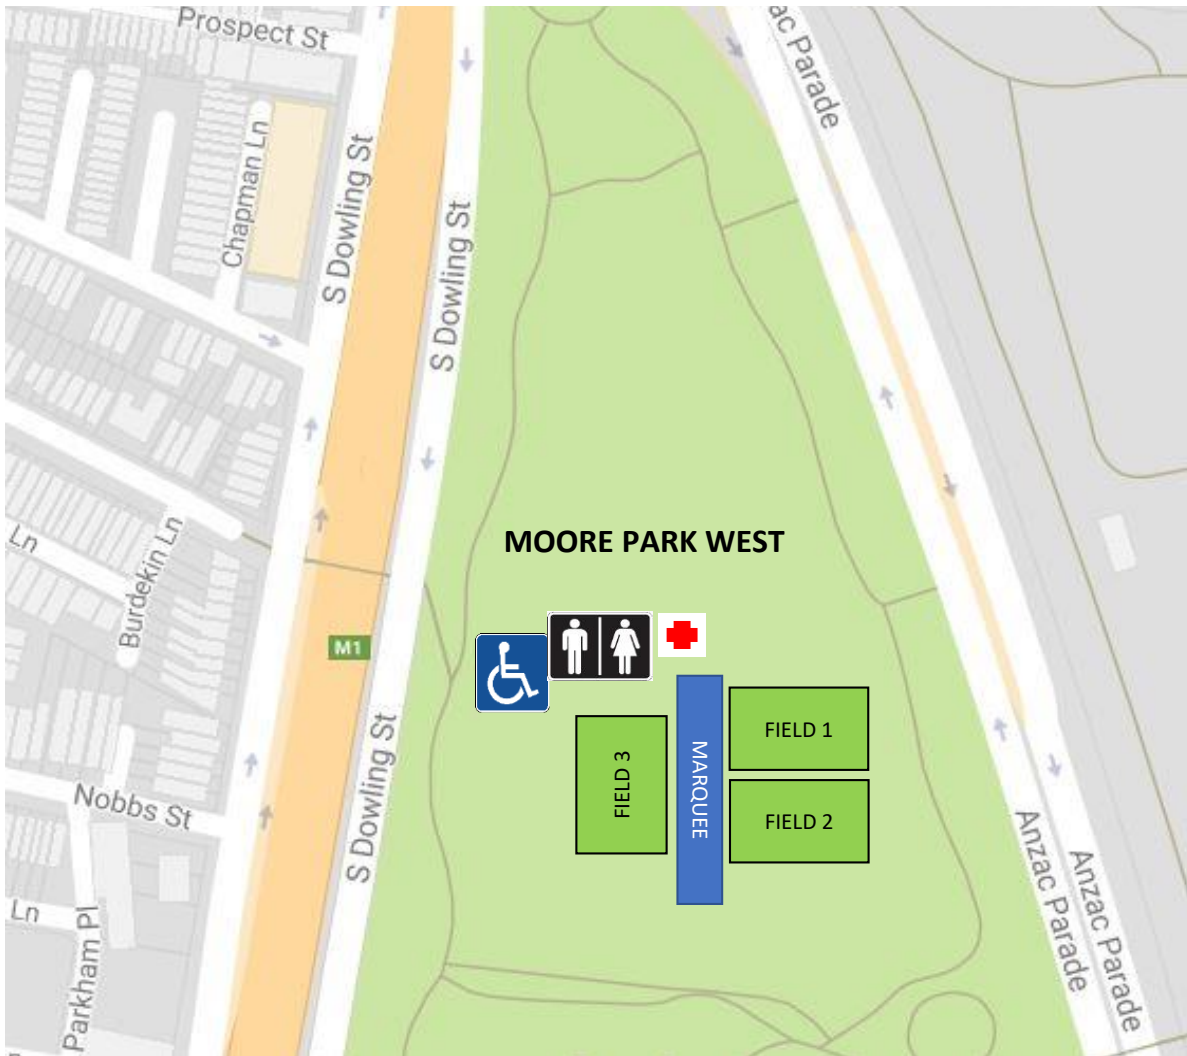 Prospect St
Anzac Parade
Chapman Ln
S Dowling St
S Dowling St
MOORE PARK WEST
Ln
Burdekin Ln
M1
S Dowling St
FIELD 1
FIELD 3
MARQUEE
FIELD 2
Nobbs St
Anzac Parade
Anzac Parade
Ln
Parkham Pl